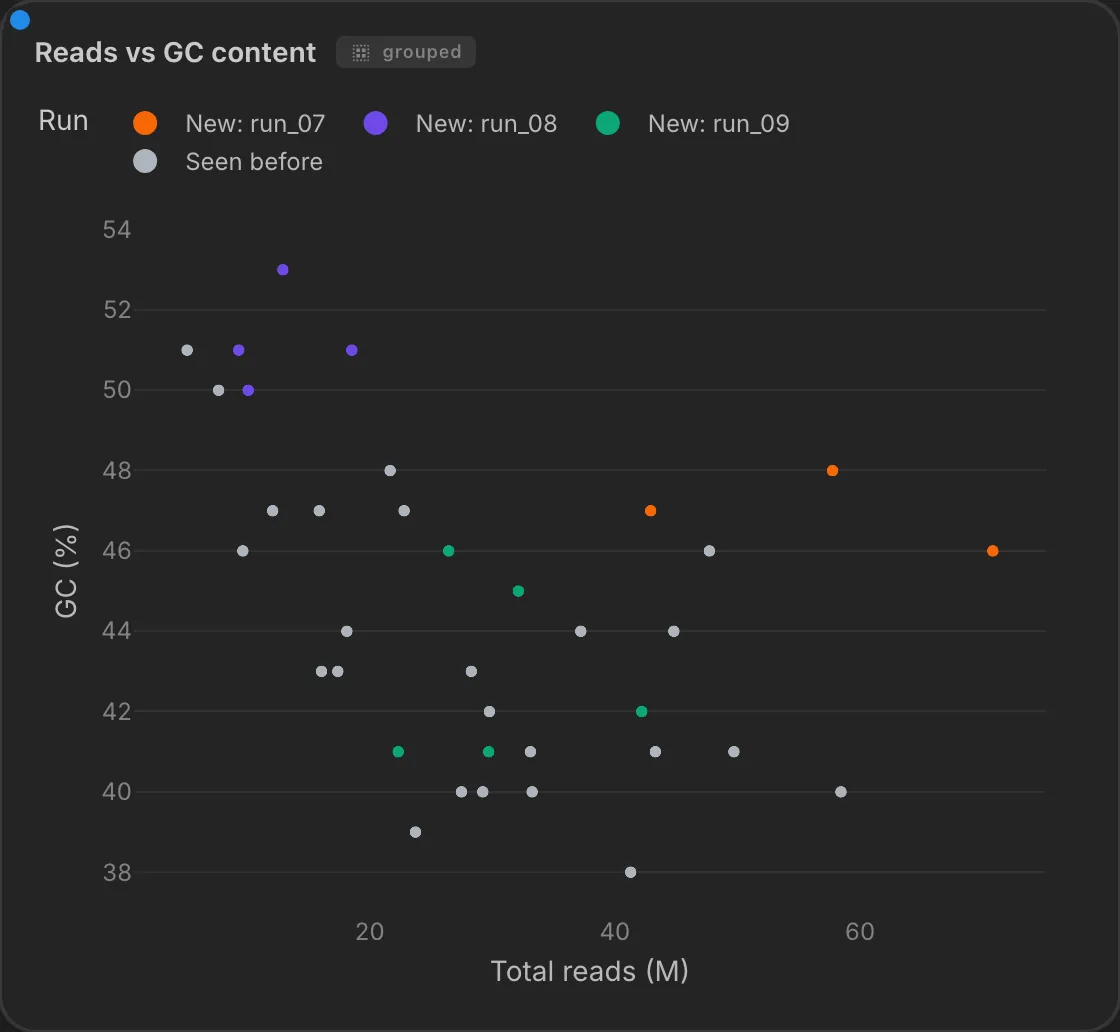 Reads vs GC content grouped
Run New: run_07 New: run_08 New: run_09
Seen before
54
52
50
48
46
44
42
40
38
GC (%)
20 40 60
Total reads (M)